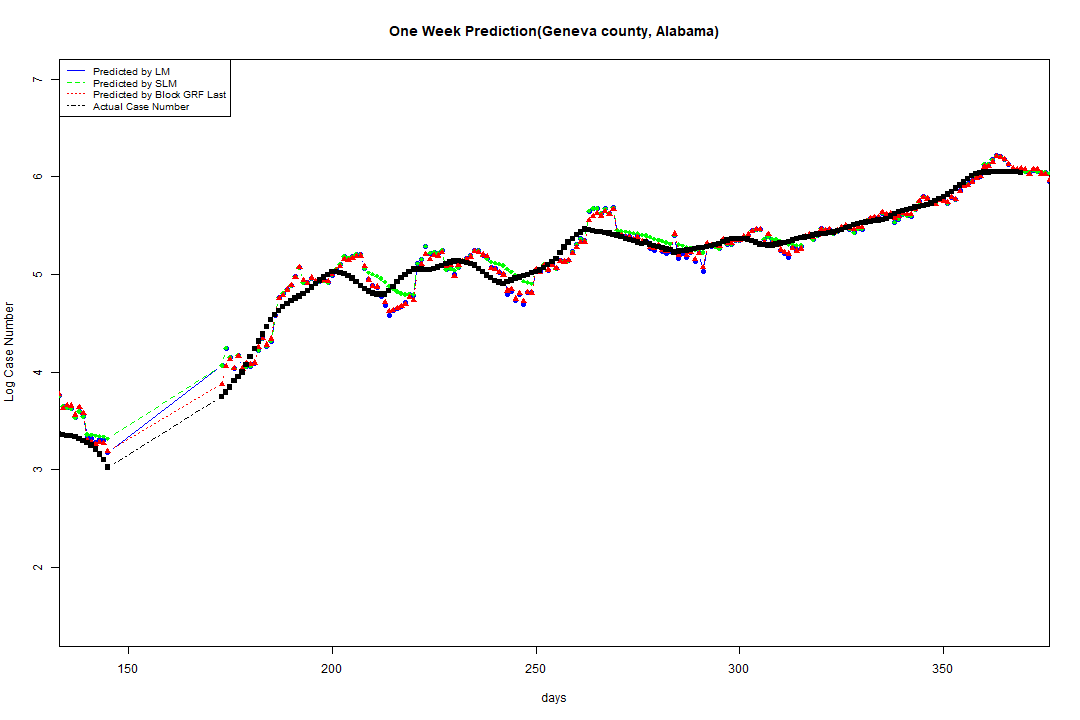 One Week Prediction(Geneva county, Alabama)
Predicted by LM
Predicted by SLM
Predicted by Block GRF Last
Actual Case Number
7
6
5
4
3
2
Log Case Number
150 200 250 300 350
days